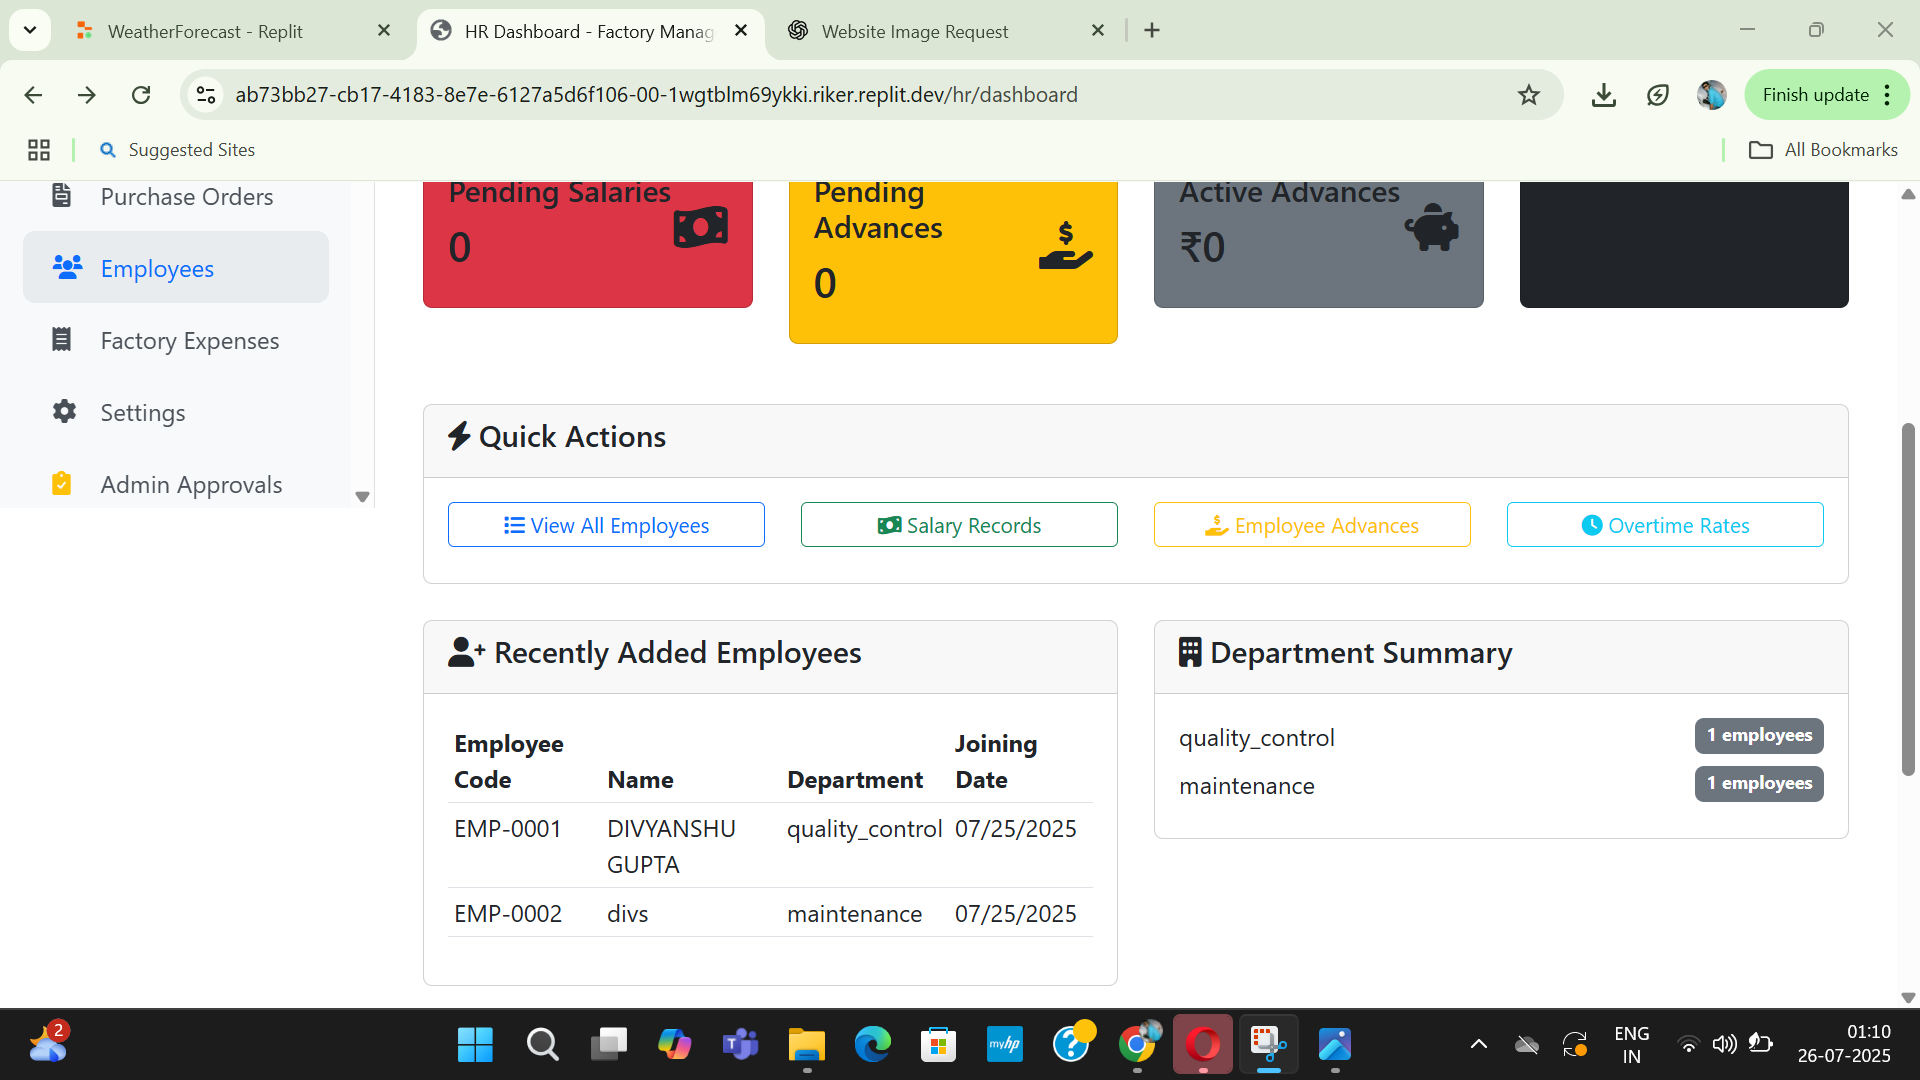 WeatherForecast - Replit
HR Dashboard - Factory Manag
Website Image Request
ab73bb27-cb17-4183-8e7e-6127a5d6f106-00-1wgtblm69ykki.riker.replit.dev/hr/dashboard
Finish update
Suggested Sites
All Bookmarks
Purchase Orders
Employees
Factory Expenses
Settings
Admin Approvals
Pending Salaries
0
Pending
Advances
0
Active Advances
₹0
Quick Actions
View All Employees
Salary Records
Employee Advances
Overtime Rates
Recently Added Employees
Employee
Code
Name
Department
Joining
Date
EMP-0001
DIVYANSHU
GUPTA
quality_control
07/25/2025
EMP-0002
divs
maintenance
07/25/2025
Department Summary
quality_control
1 employees
maintenance
1 employees
2
myhp
ENG
IN
01:10
26-07-2025